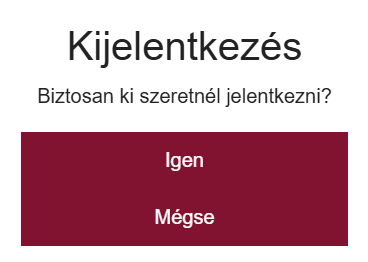 Kijelentkezés
Biztosan ki szeretnél jelentkezni?
Igen
Mégse